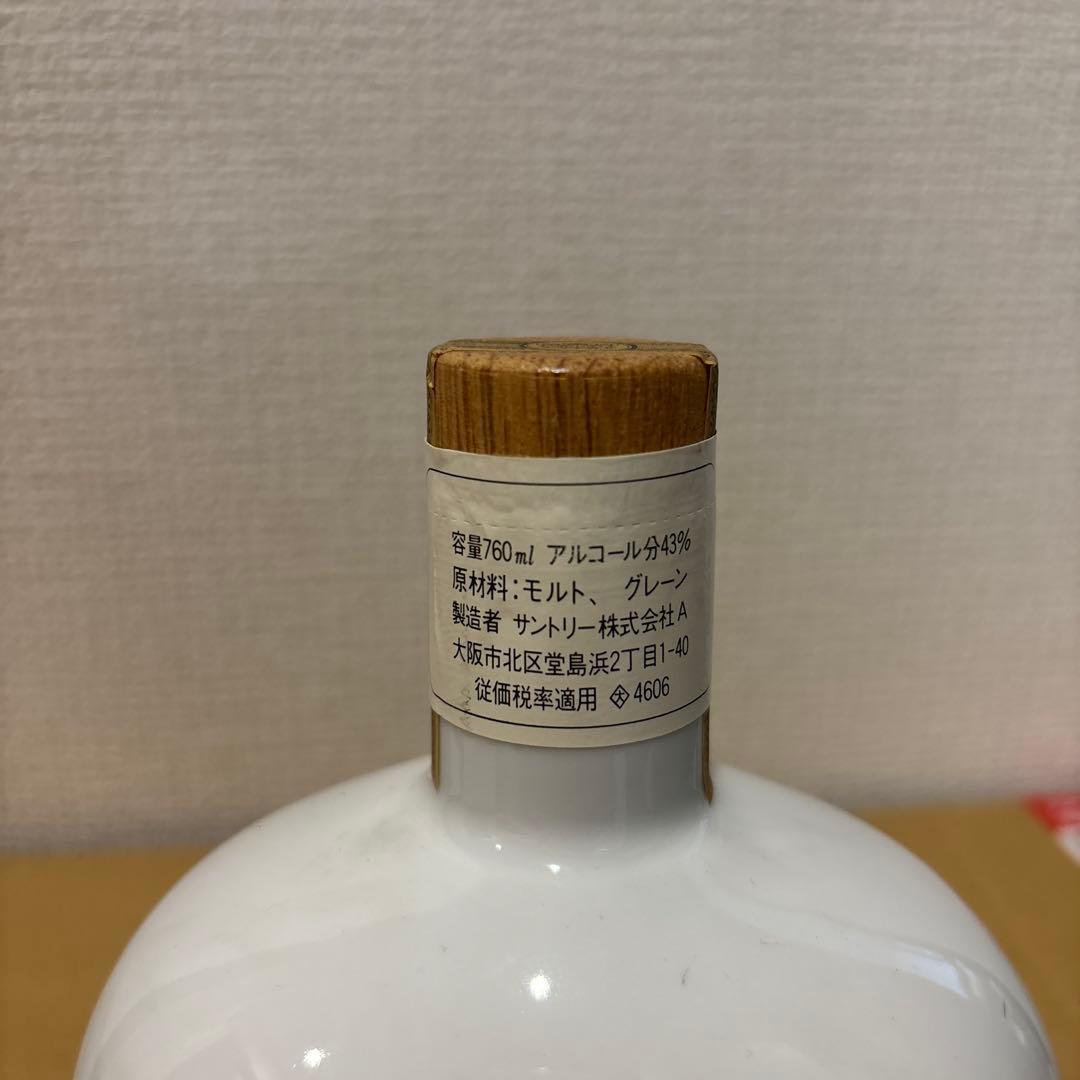 容量760ml アルコール分43%
原材料:モルト、 グレーン
製造者 サントリー株式会社A
大阪市北区堂島浜2丁目1-40
従価税率適用 大 4606